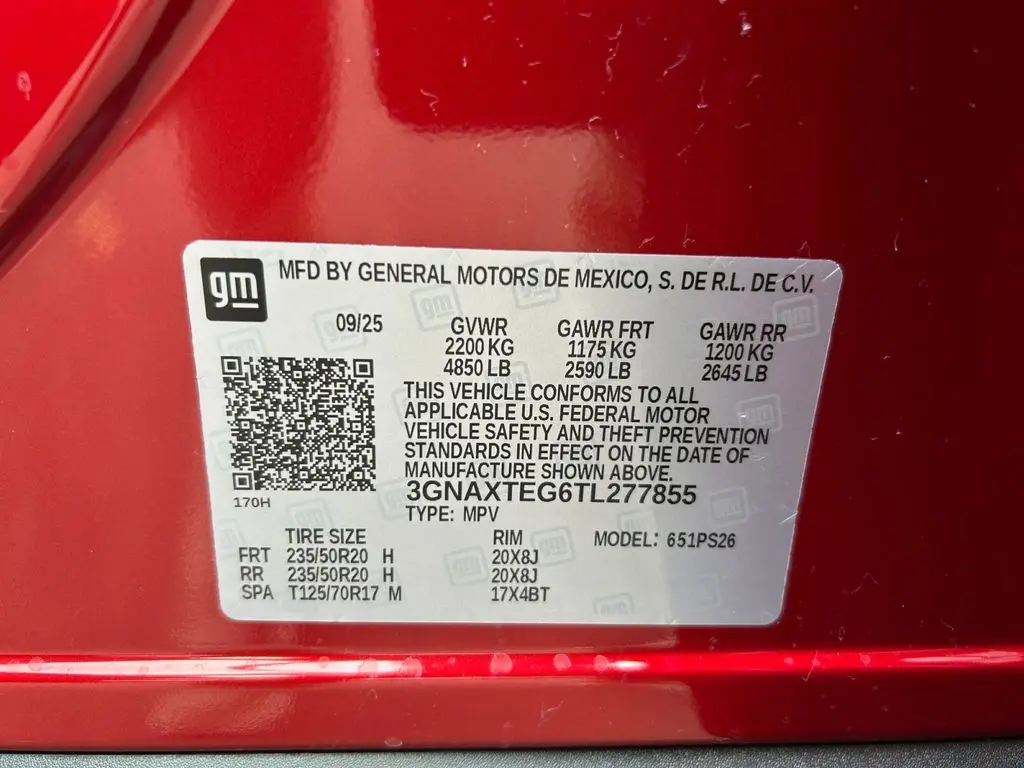 gm
MFD BY GENERAL MOTORS DE MEXICO, S. DE R.L. DE C.V.
09/25 GVWR GAWR FRT GAWR RR
2200 KG 1175 KG 1200 KG
4850 LB 2590 LB 2645 LB
THIS VEHICLE CONFORMS TO ALL
APPLICABLE U.S. FEDERAL MOTOR
VEHICLE SAFETY AND THEFT PREVENTION
STANDARDS IN EFFECT ON THE DATE OF
MANUFACTURE SHOWN ABOVE.
170H
3GNAXTEG6TL277855
TYPE: MPV
TIRE SIZE RIM MODEL: 651PS26
FRT 235/50R20 H 20X8J
RR 235/50R20 H 20X8J
SPA T125/70R17 M 17X4BT